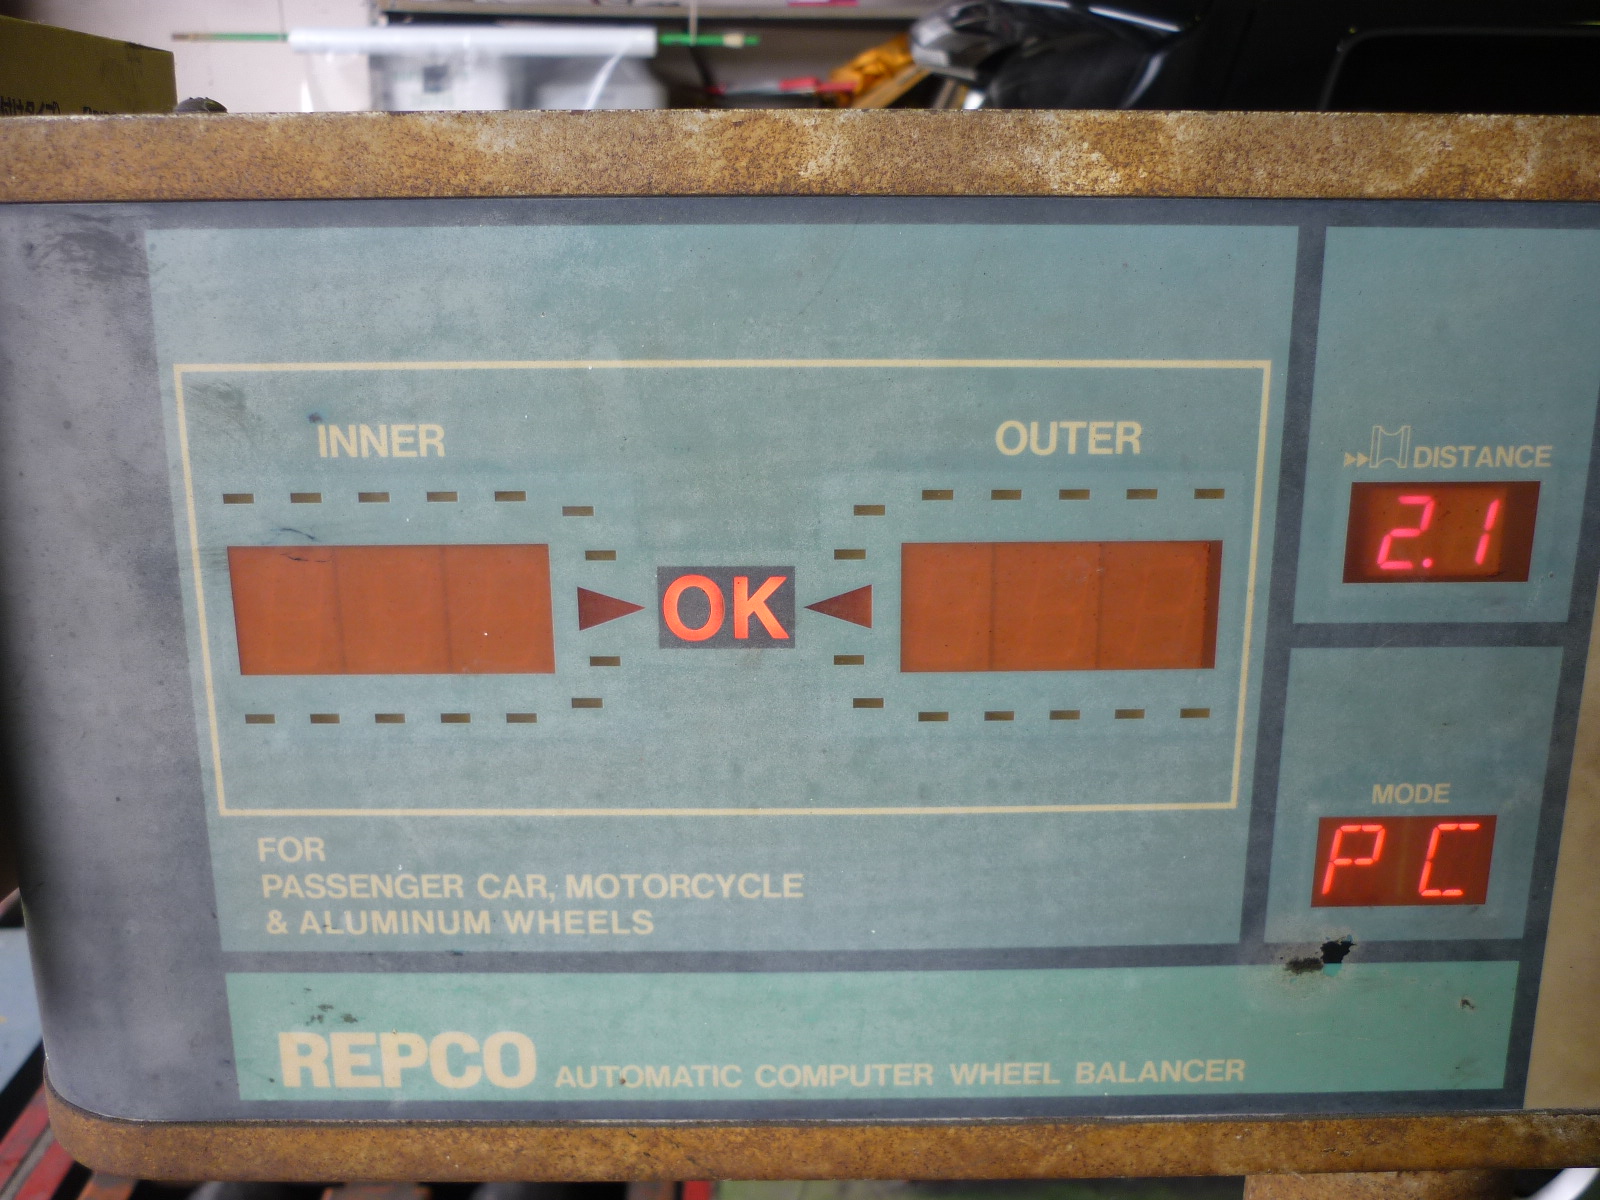 INNER
OUTER
OK
DISTANCE
2.1
MODE
PC
FOR
PASSENGER CAR, MOTORCYCLE
& ALUMINUM WHEELS
REPCO AUTOMATIC COMPUTER WHEEL BALANCER